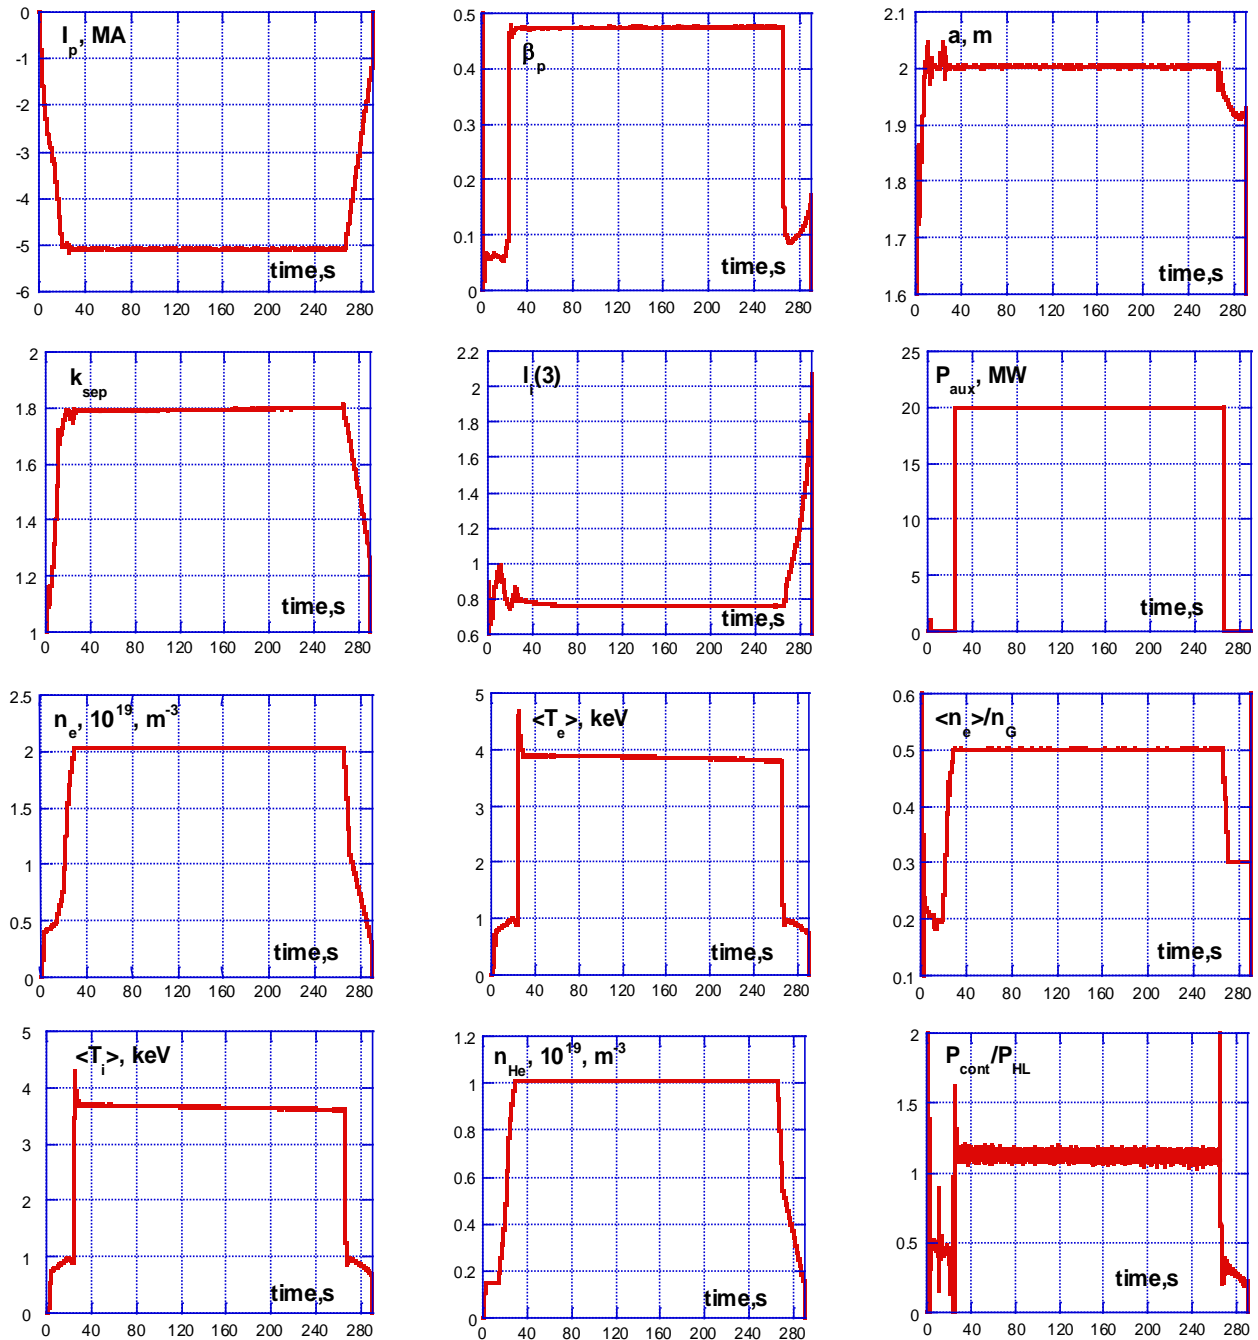 I_p, MA
0
-1
-2
-3
-4
-5
-6
time,s
0 40 80 120 160 200 240 280
β_p
0.5
0.4
0.3
0.2
0.1
0
time,s
0 40 80 120 160 200 240 280
a, m
2.1
2
1.9
1.8
1.7
1.6
time,s
0 40 80 120 160 200 240 280
k_sep
2
1.8
1.6
1.4
1.2
1
time,s
0 40 80 120 160 200 240 280
l_i(3)
2.2
2
1.8
1.6
1.4
1.2
1
0.8
0.6
time,s
0 40 80 120 160 200 240 280
P_aux, MW
25
20
15
10
5
0
time,s
0 40 80 120 160 200 240 280
n_e, 10^19, m^-3
2.5
2
1.5
1
0.5
0
time,s
0 40 80 120 160 200 240 280
<T_e>, keV
5
4
3
2
1
0
time,s
0 40 80 120 160 200 240 280
<n_e>/n_G
0.6
0.5
0.4
0.3
0.2
0.1
time,s
0 40 80 120 160 200 240 280
<T_i>, keV
5
4
3
2
1
0
time,s
0 40 80 120 160 200 240 280
n_He, 10^19, m^-3
1.2
1
0.8
0.6
0.4
0.2
0
time,s
0 40 80 120 160 200 240 280
P_cont/P_HL
2
1.5
1
0.5
0
time,s
0 40 80 120 160 200 240 280